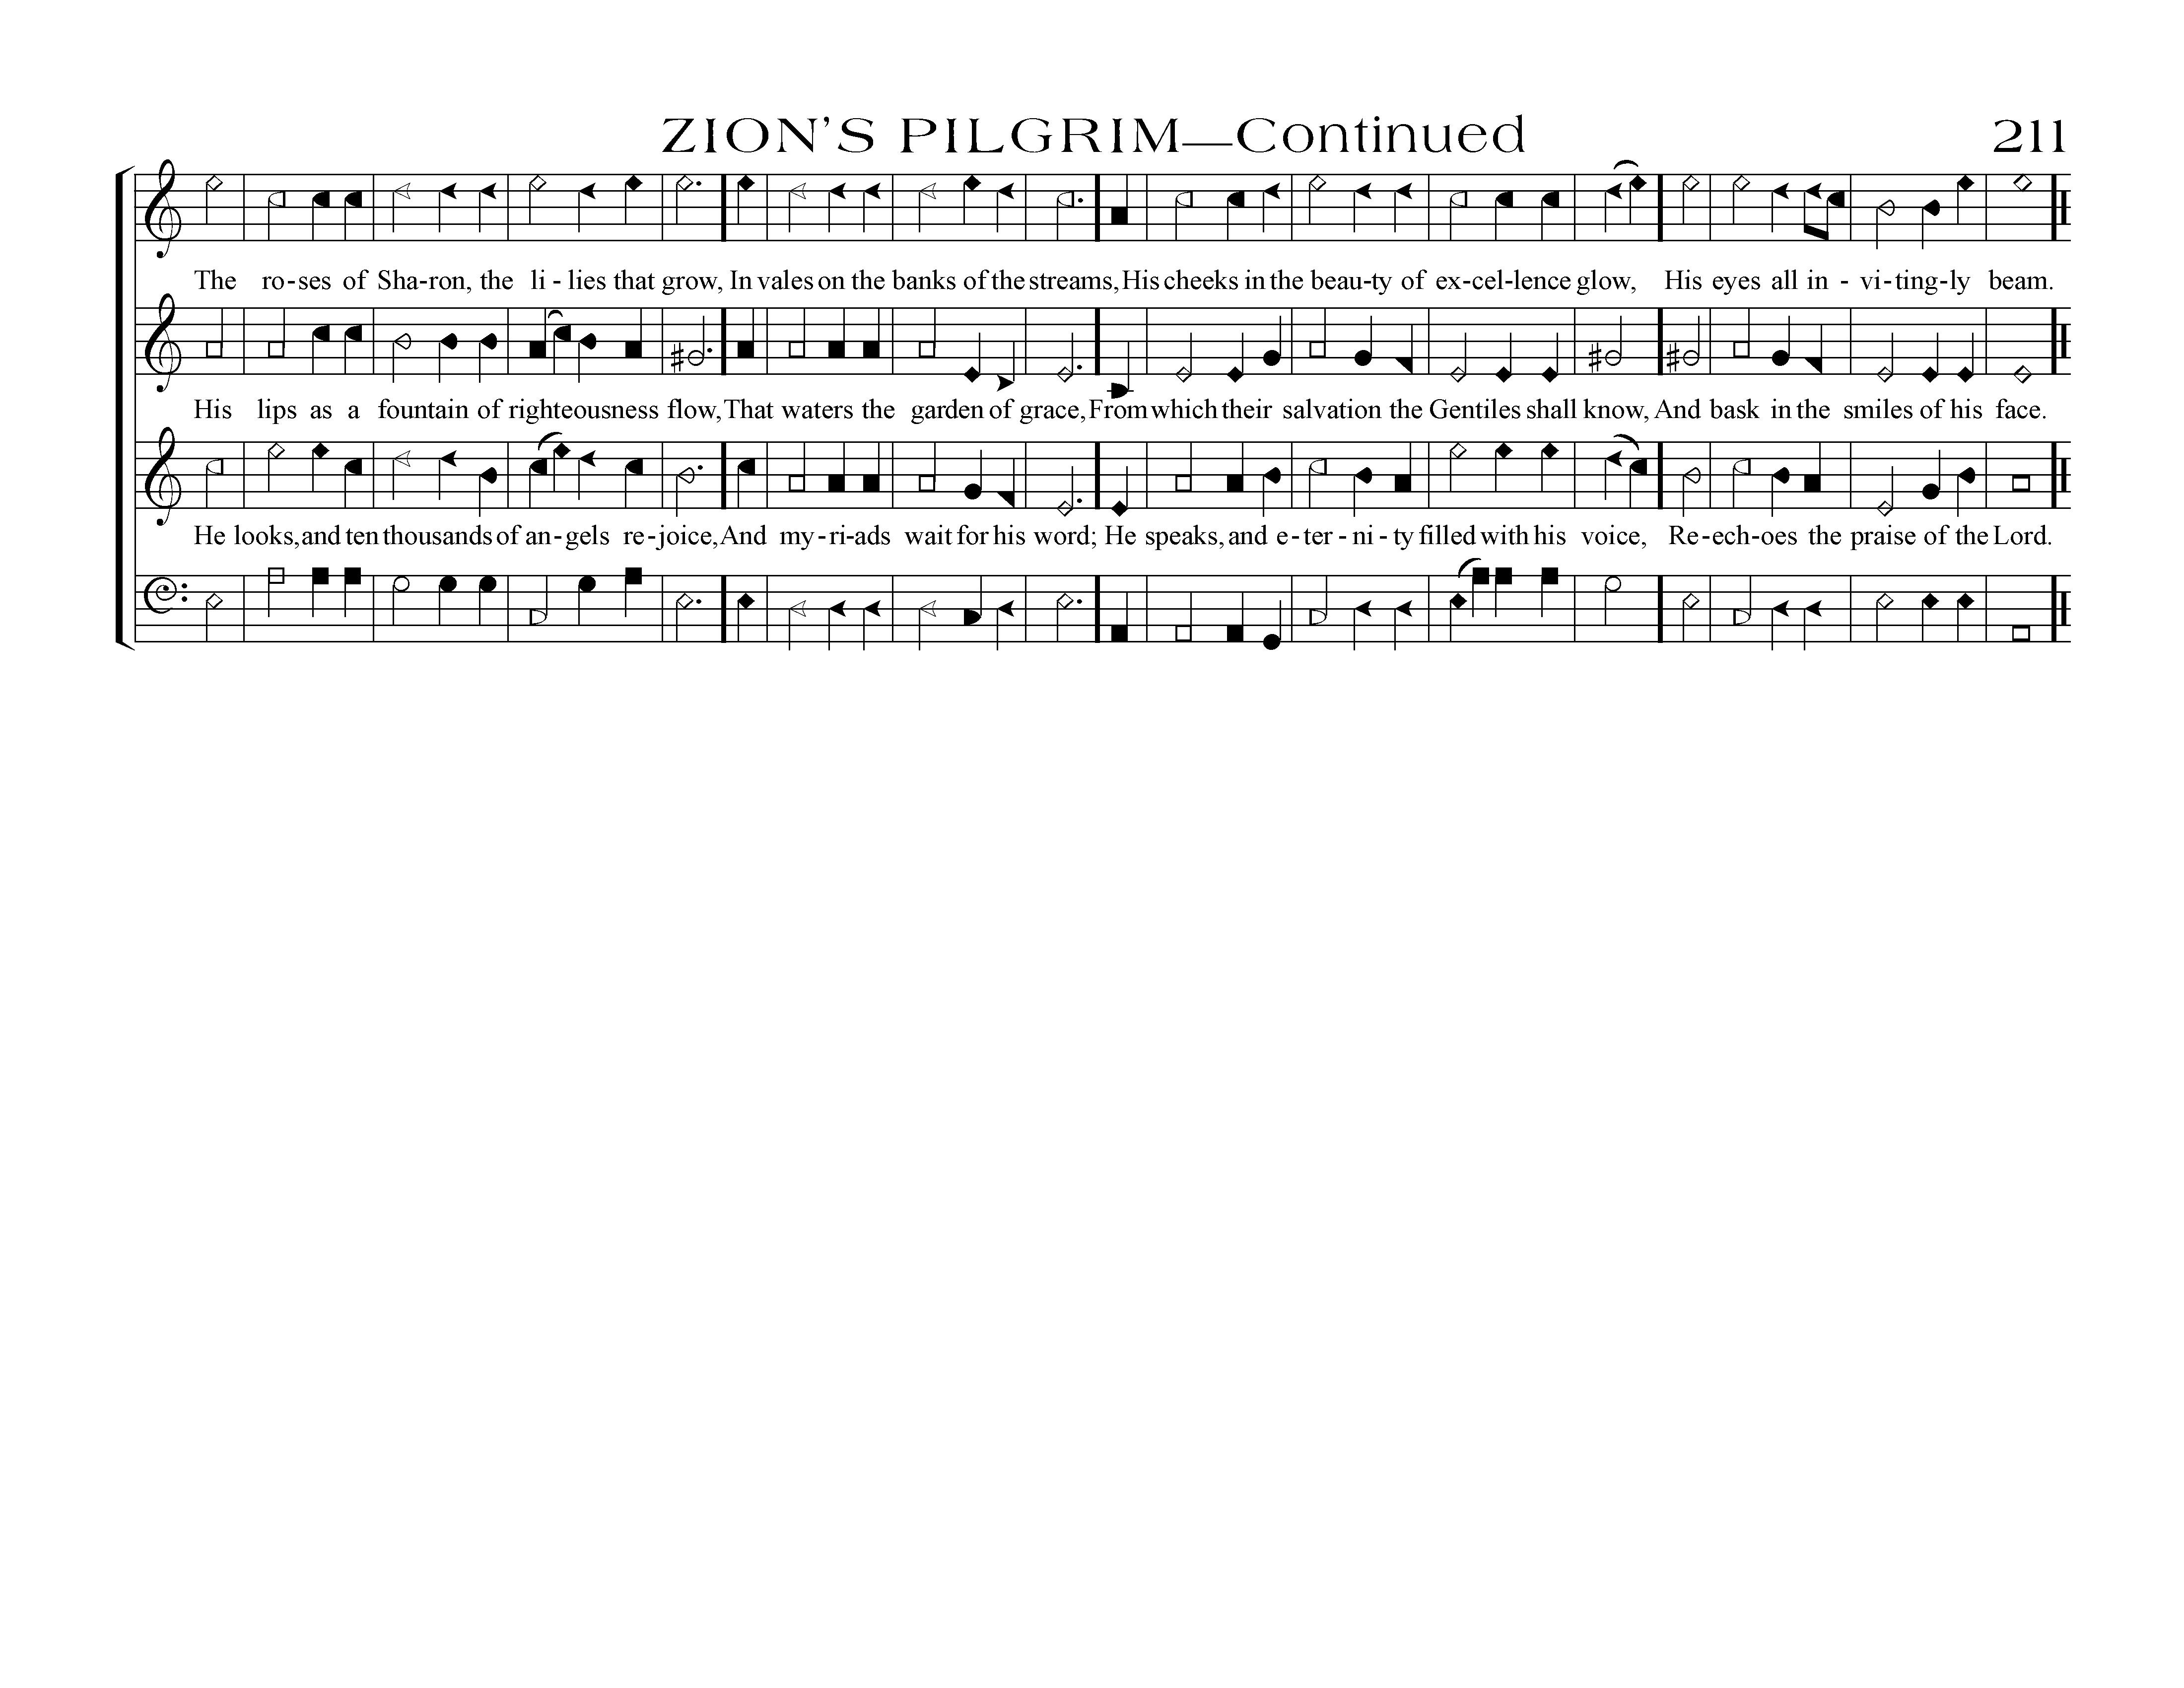 ZION'S PILGRIM—Continued 211
The ro-ses of Sha-ron, the li-lies that grow, In vales on the banks of the streams, His cheeks in the beau-ty of ex-cel-lence glow, His eyes all in-vi-ting-ly beam.
His lips as a fountain of righteousness flow, That waters the garden of grace, From which their salvation the Gentiles shall know, And bask in the smiles of his face.
He looks, and ten thousands of an-gels re-joice, And my-ri-ads wait for his word; He speaks, and e-ter-ni-ty filled with his voice, Re-ech-oes the praise of the Lord.